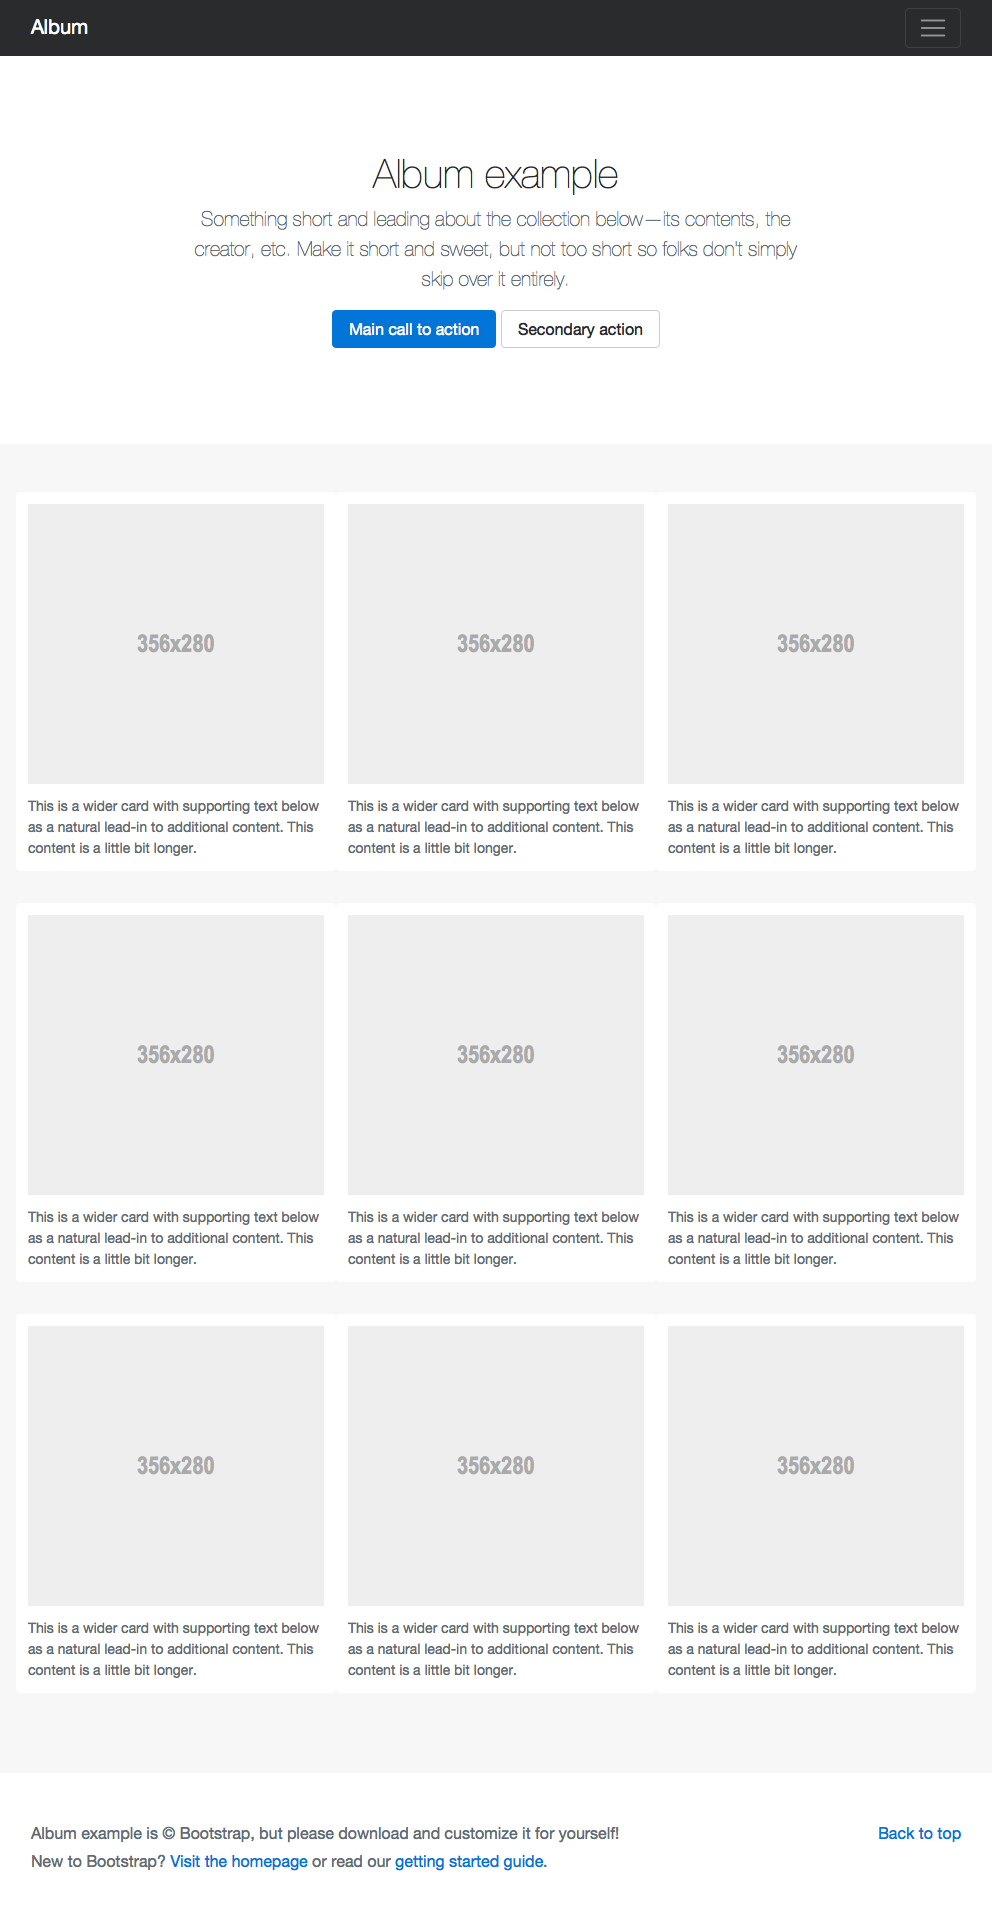 Album
Album example
Something short and leading about the collection below—its contents, the
creator, etc. Make it short and sweet, but not too short so folks don't simply
skip over it entirely.
Main call to action
Secondary action
356x280
356x280
356x280
This is a wider card with supporting text below
as a natural lead-in to additional content. This
content is a little bit longer.
This is a wider card with supporting text below
as a natural lead-in to additional content. This
content is a little bit longer.
This is a wider card with supporting text below
as a natural lead-in to additional content. This
content is a little bit longer.
356x280
356x280
356x280
This is a wider card with supporting text below
as a natural lead-in to additional content. This
content is a little bit longer.
This is a wider card with supporting text below
as a natural lead-in to additional content. This
content is a little bit longer.
This is a wider card with supporting text below
as a natural lead-in to additional content. This
content is a little bit longer.
356x280
356x280
356x280
This is a wider card with supporting text below
as a natural lead-in to additional content. This
content is a little bit longer.
This is a wider card with supporting text below
as a natural lead-in to additional content. This
content is a little bit longer.
This is a wider card with supporting text below
as a natural lead-in to additional content. This
content is a little bit longer.
Album example is © Bootstrap, but please download and customize it for yourself!
Back to top
New to Bootstrap? Visit the homepage or read our getting started guide.